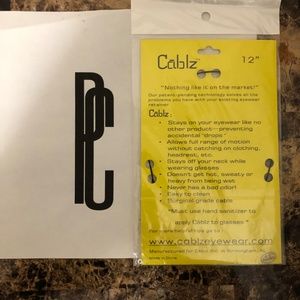 PC
Cablz
12"
"Nothing like it on the market!"
Our patent-pending technology solves all the
problems you have with your existing eyewear
retainer
Cablz:
• Stays on your eyewear like no
other product-- preventing
accidental "drops"
• Allows full range of motion
without catching on clothing,
headrest, etc.
• Stays off your neck while
wearing glasses
• Doesn't get hot, sweaty or
heavy from being wet
• Never has a bad odor!
• Easy to clean
• Surgical grade cable
*Must use hand sanitizer to
apply Cablz to glasses*
www.cablzeyewear.com